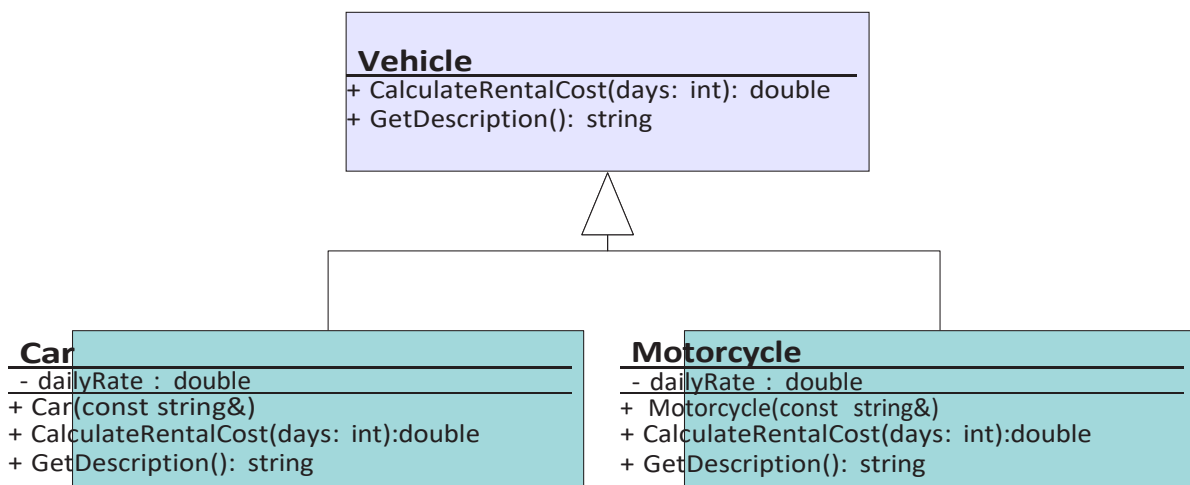 Vehicle
+ CalculateRentalCost(days: int): double
+ GetDescription(): string
Car
- dailyRate : double
+ Car(const string&)
+ CalculateRentalCost(days: int):double
+ GetDescription(): string
Motorcycle
- dailyRate : double
+ Motorcycle(const string&)
+ CalculateRentalCost(days: int):double
+ GetDescription(): string